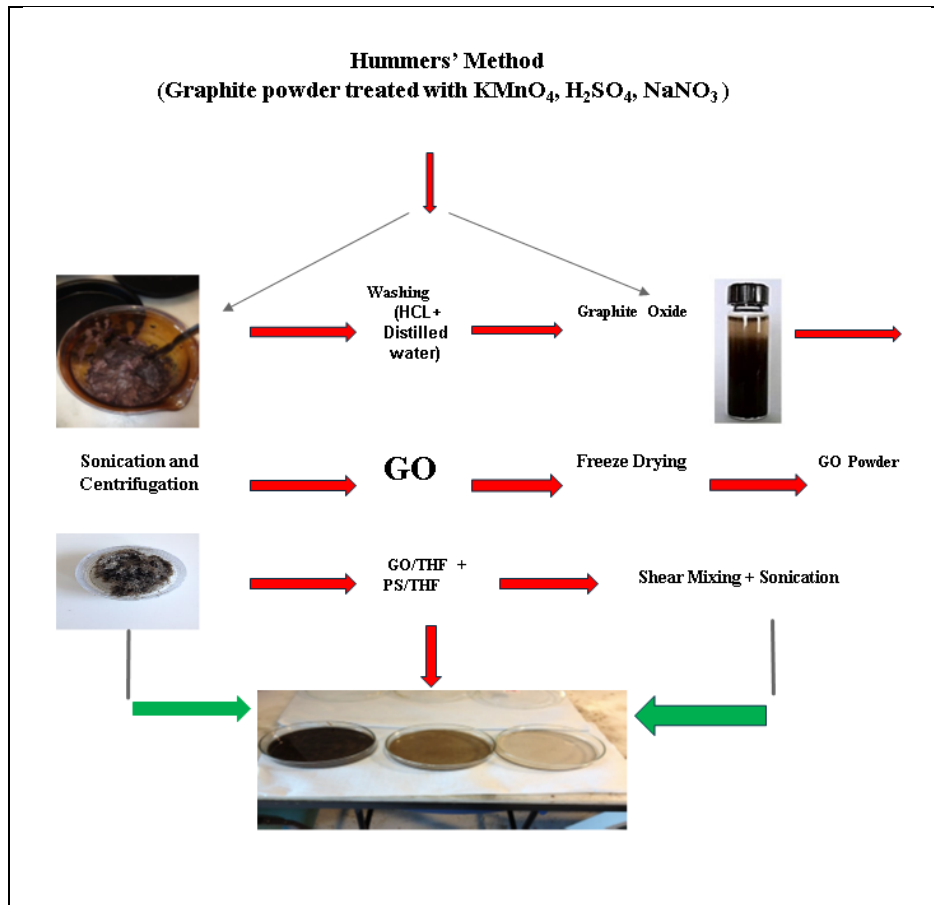 Hummers’ Method
(Graphite powder treated with KMnO₄, H₂SO₄, NaNO₃ )
Washing
(HCL+
Distilled
water)
Graphite Oxide
Sonication and
Centrifugation
GO
Freeze Drying
GO Powder
GO/THF +
PS/THF
Shear Mixing + Sonication